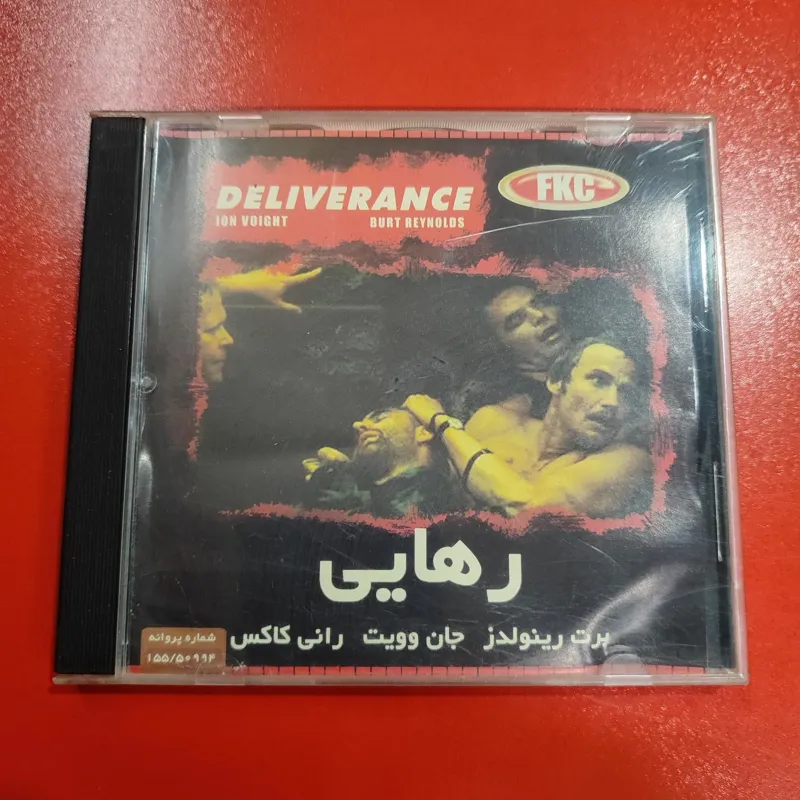 DELIVERANCE
JON VOIGHT BURT REYNOLDS
FKC
رهایی
برت رینولدز جان وویت رانی کاکس
شماره پروانه
۱۵۵/۵۰۹۹۴